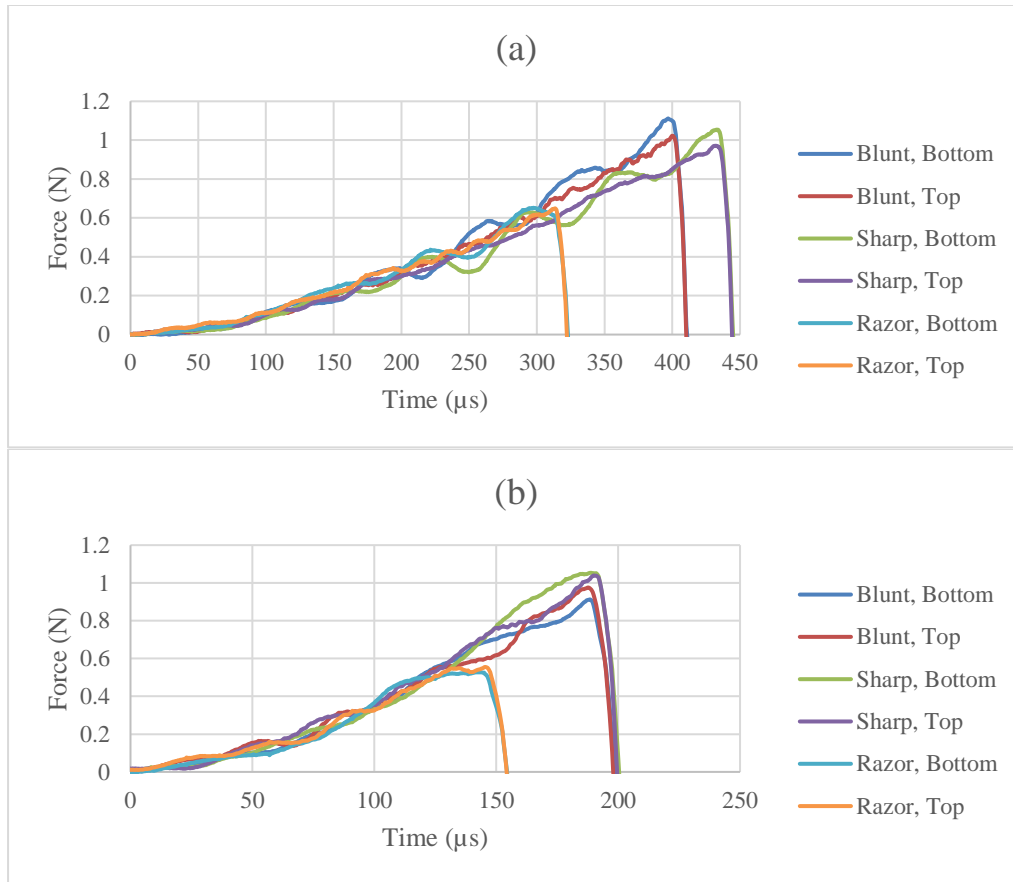 (a)
1.2
1
0.8
0.6
0.4
0.2
0
Force (N)
0 50 100 150 200 250 300 350 400 450
Time (µs)
Blunt, Bottom
Blunt, Top
Sharp, Bottom
Sharp, Top
Razor, Bottom
Razor, Top
(b)
1.2
1
0.8
0.6
0.4
0.2
0
Force (N)
0 50 100 150 200 250
Time (µs)
Blunt, Bottom
Blunt, Top
Sharp, Bottom
Sharp, Top
Razor, Bottom
Razor, Top